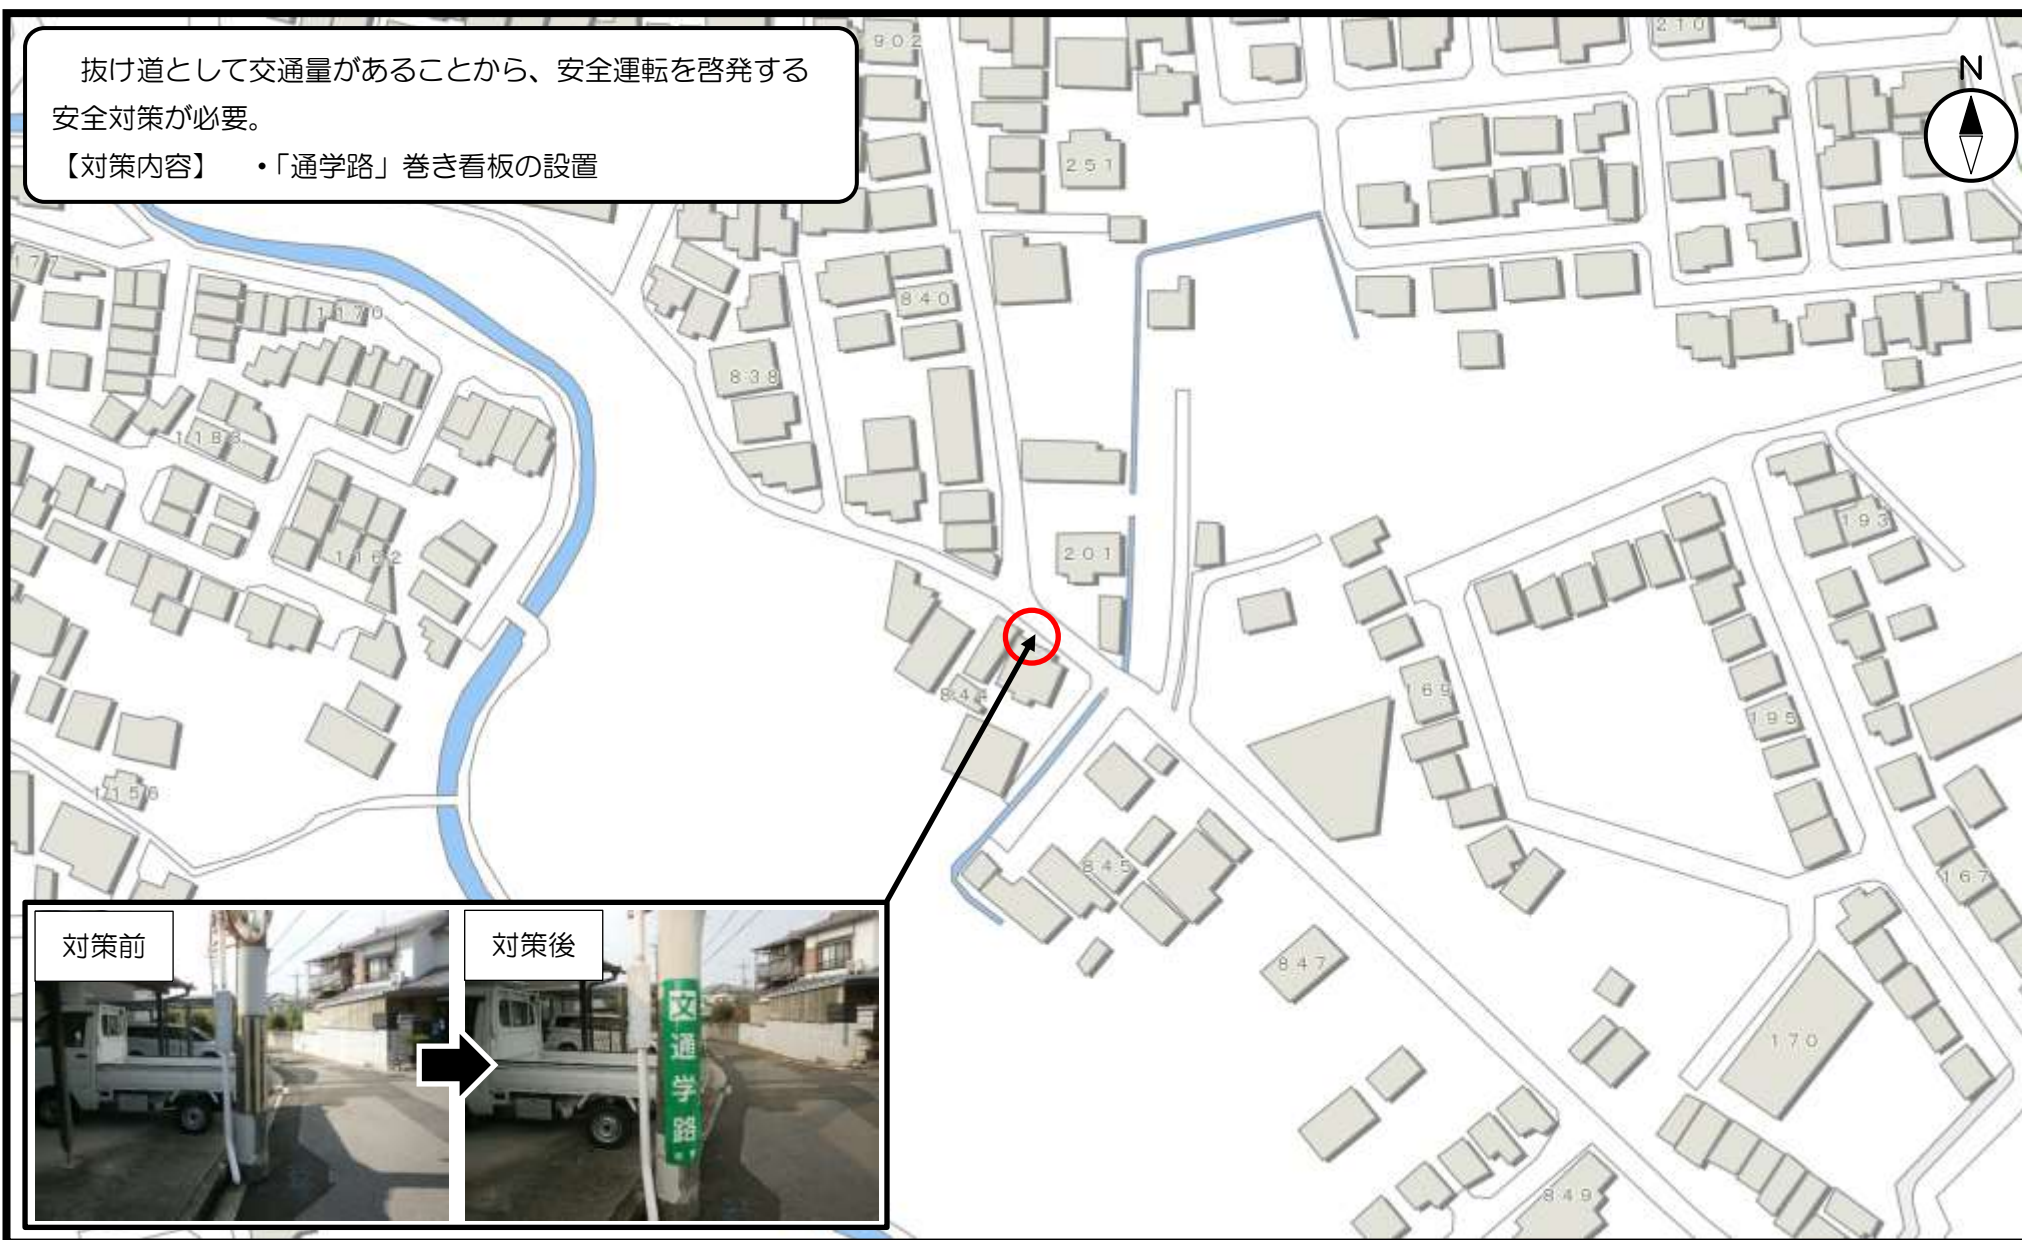 抜け道として交通量があることから、安全運転を啓発する
安全対策が必要。
【対策内容】 ・「通学路」巻き看板の設置
N
902
210
251
177
840
1170
838
1183
193
1162
201
169
844
195
1156
845
167
847
170
849
対策前
対策後
文
通学路